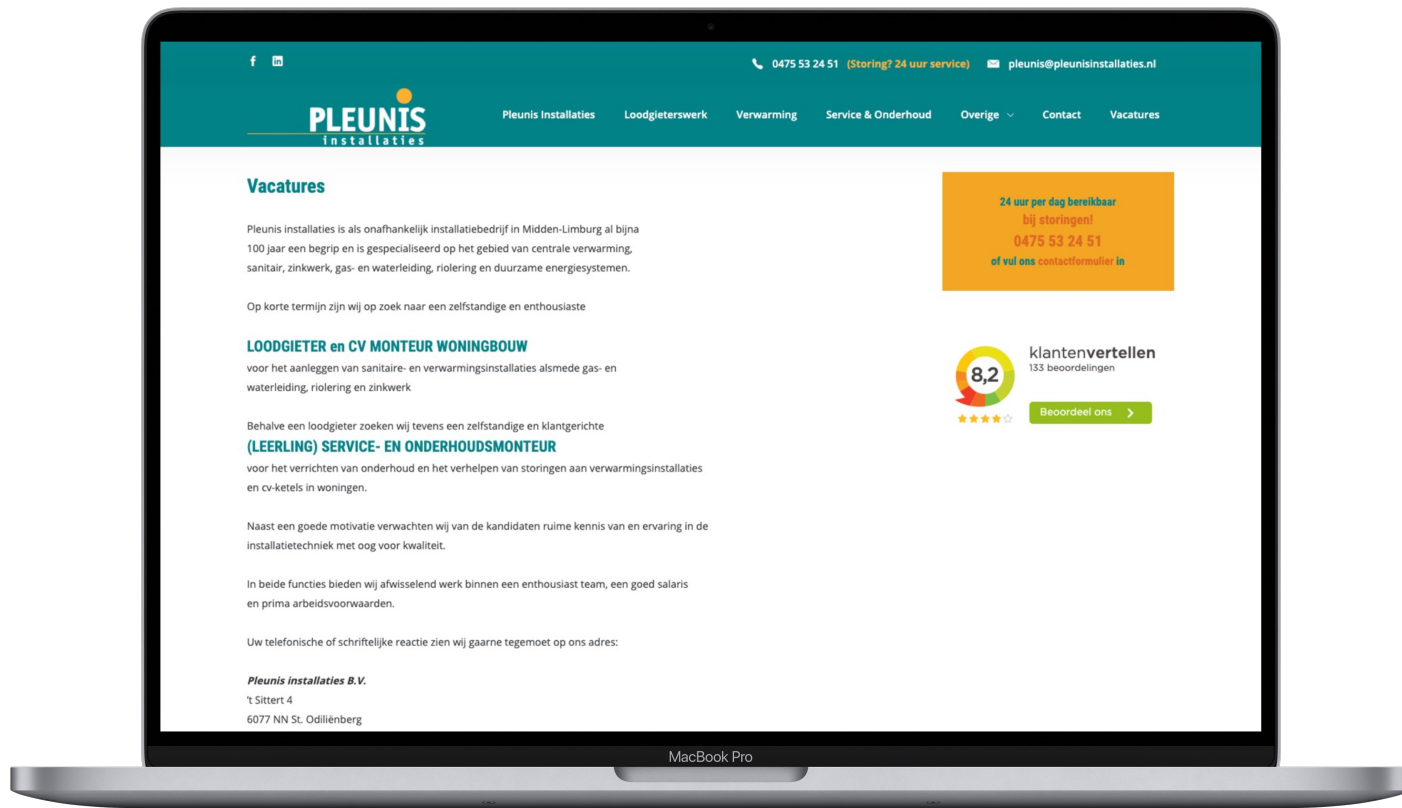 0475 53 24 51 (Storing? 24 uur service) pleunis@pleunisinstallaties.nl
PLEUNIS
installaties
Pleunis Installaties Loodgieterswerk Verwarming Service & Onderhoud Overige Contact Vacatures
Vacatures
Pleunis installaties is als onafhankelijk installatiebedrijf in Midden-Limburg al bijna
100 jaar een begrip en is gespecialiseerd op het gebied van centrale verwarming,
sanitair, zinkwerk, gas- en waterleiding, riolering en duurzame energiesystemen.
Op korte termijn zijn wij op zoek naar een zelfstandige en enthousiaste
LOODGIETER en CV MONTEUR WONINGBOUW
voor het aanleggen van sanitaire- en verwarmingsinstallaties alsmede gas- en
waterleiding, riolering en zinkwerk
Behalve een loodgieter zoeken wij tevens een zelfstandige en klantgerichte
(LEERLING) SERVICE- EN ONDERHOUDSMONTEUR
voor het verrichten van onderhoud en het verhelpen van storingen aan verwarmingsinstallaties
en cv-ketels in woningen.
Naast een goede motivatie verwachten wij van de kandidaten ruime kennis van en ervaring in de
installatietechniek met oog voor kwaliteit.
In beide functies bieden wij afwisselend werk binnen een enthousiast team, een goed salaris
en prima arbeidsvoorwaarden.
Uw telefonische of schriftelijke reactie zien wij gaarne tegemoet op ons adres:
Pleunis installaties B.V.
't Sittert 4
6077 NN St. Odiliënberg
24 uur per dag bereikbaar
bij storingen!
0475 53 24 51
of vul ons contactformulier in
klantenvertellen
133 beoordelingen
8,2
Beoordeel ons
MacBook Pro